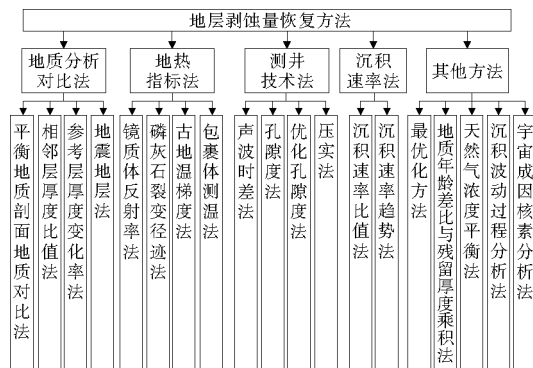 地层剥蚀量恢复方法
地质分析
对比法
地热
指标法
测井
技术法
沉积
速率法
其他方法
平衡地质剖面地质对比法
相邻层厚度比值法
参考层厚度变化率法
地震地层法
镜质体反射率法
磷灰石裂变径迹法
古地温梯度法
包裹体测温法
声波时差法
孔隙度法
优化孔隙度法
压实法
沉积速率比值法
沉积速率趋势法
最优化方法
地质年龄差比与残留厚度乘积法
天然气浓度平衡法
沉积波动过程分析法
宇宙成因核素分析法